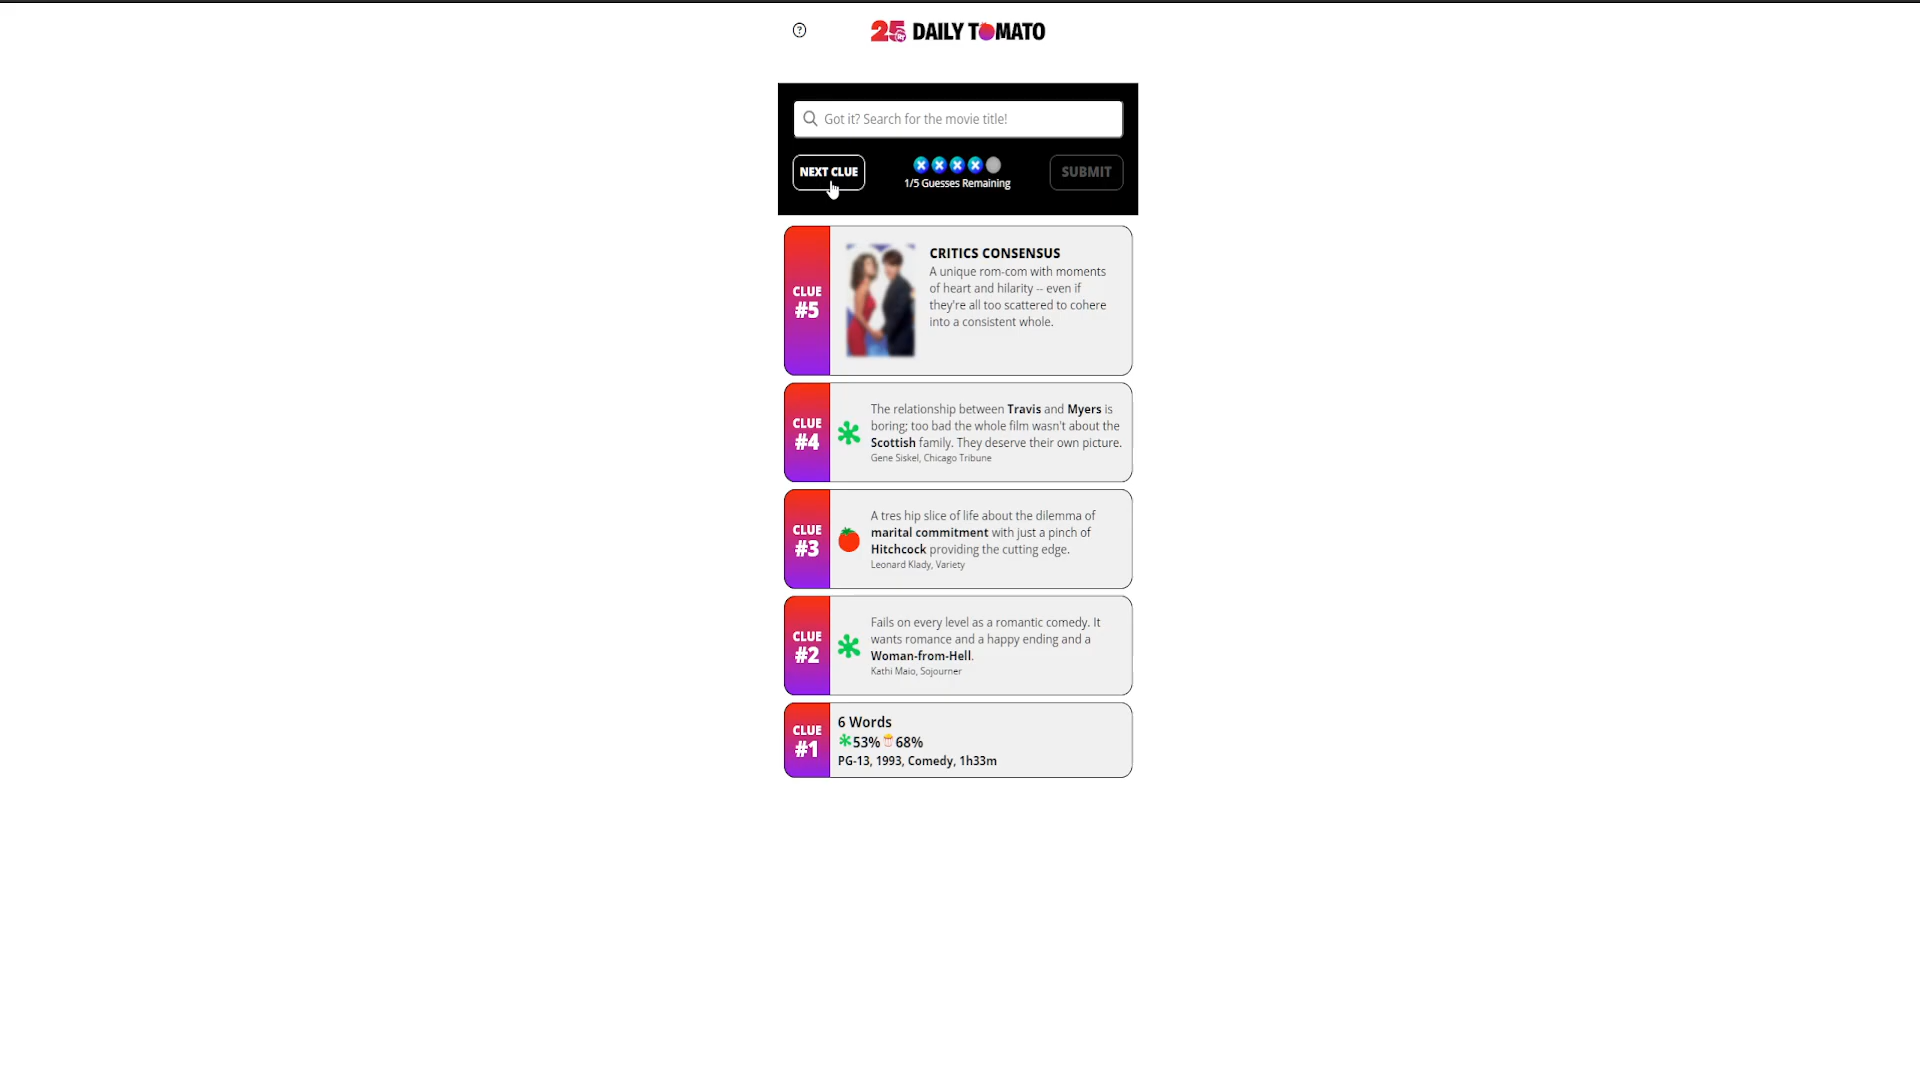 25 RT DAILY TOMATO
Got it? Search for the movie title!
NEXT CLUE
1/5 Guesses Remaining
SUBMIT
CLUE
#5
CRITICS CONSENSUS
A unique rom-com with moments
of heart and hilarity -- even if
they're all too scattered to cohere
into a consistent whole.
CLUE
#4
The relationship between Travis and Myers is
boring; too bad the whole film wasn't about the
Scottish family. They deserve their own picture.
Gene Siskel, Chicago Tribune
CLUE
#3
A tres hip slice of life about the dilemma of
marital commitment with just a pinch of
Hitchcock providing the cutting edge.
Leonard Klady, Variety
CLUE
#2
Fails on every level as a romantic comedy. It
wants romance and a happy ending and a
Woman-from-Hell.
Kathi Maio, Sojourner
CLUE
#1
6 Words
53% 68%
PG-13, 1993, Comedy, 1h33m